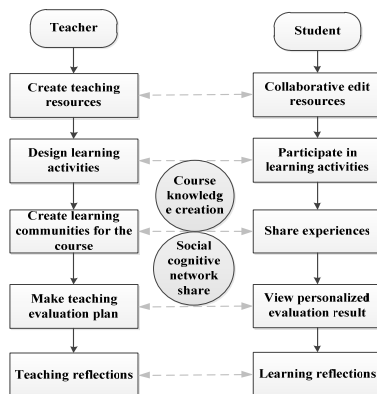 Teacher
Student
Create teaching
resources
Collaborative edit
resources
Design learning
activities
Participate in
learning activities
Course
knowledg
e creation
Create learning
communities for the
course
Share experiences
Social
cognitive
network
share
Make teaching
evaluation plan
View personalized
evaluation result
Teaching reflections
Learning reflections